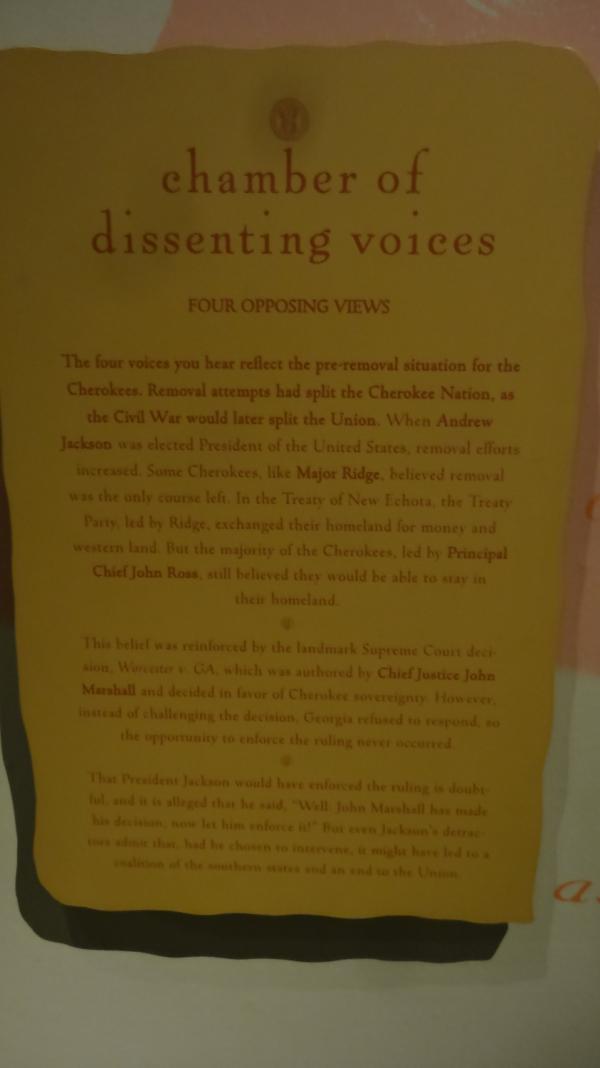 chamber of
dissenting voices
FOUR OPPOSING VIEWS
The four voices you hear reflect the pre-removal situation for the
Cherokees. Removal attempts had split the Cherokee Nation, as
the Civil War would later split the Union. When Andrew
Jackson was elected President of the United States, removal efforts
increased. Some Cherokees, like Major Ridge, believed removal
was the only course left. In the Treaty of New Echota, the Treaty
Party, led by Ridge, exchanged their homeland for money and
western land. But the majority of the Cherokees, led by Principal
Chief John Ross, still believed they would be able to stay in
their homeland.
This belief was reinforced by the landmark Supreme Court deci-
sion, Worcester v. GA, which was authored by Chief Justice John
Marshall and decided in favor of Cherokee sovereignty. However,
instead of challenging the decision, Georgia refused to respond, so
the opportunity to enforce the ruling never occurred.
That President Jackson would have enforced the ruling is doubt-
ful, and it is alleged that he said, "Well: John Marshall has made
his decision, now let him enforce it!" But even Jackson's detrac-
tors admit that, had he chosen to intervene, it might have led to a
coalition of the southern states and an end to the Union.
a